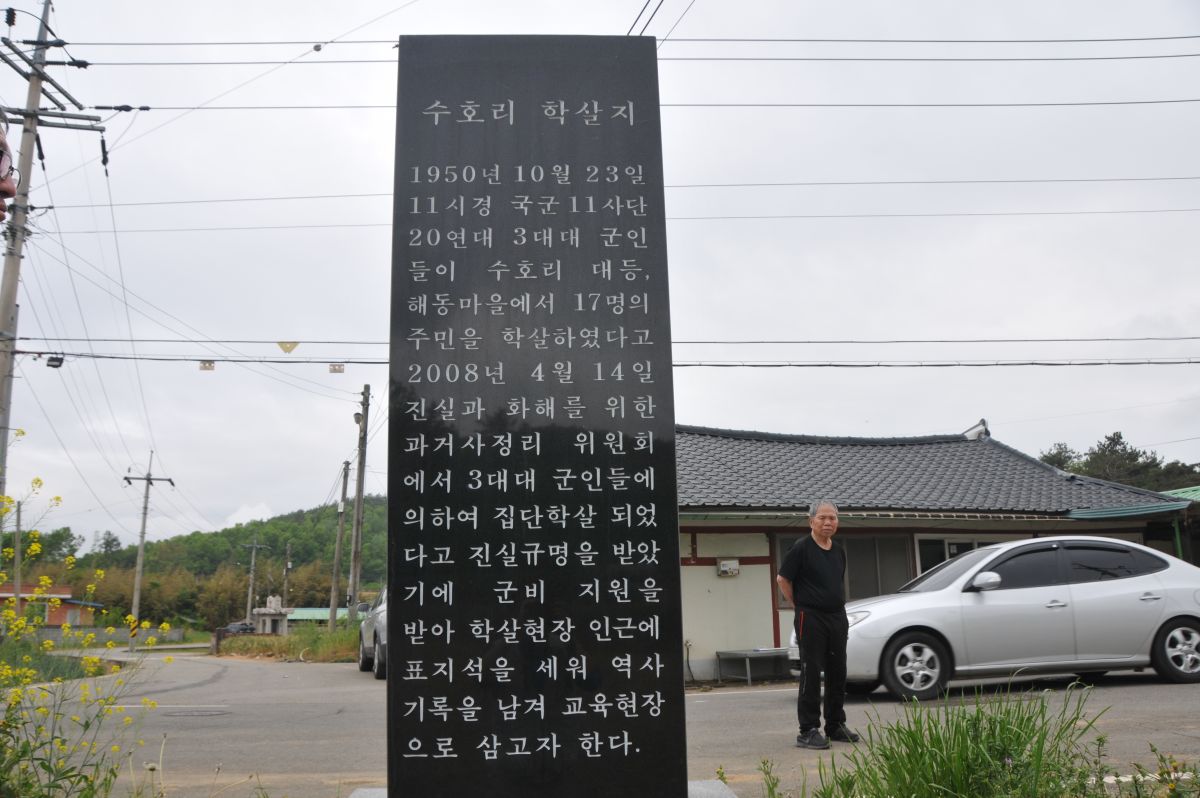 수호리 학살지
1950년 10월 23일
11시경 국군 11사단
20연대 3대대 군인
들이 수호리 대등,
해동마을에서 17명의
주민을 학살하였다고
2008년 4월 14일
진실과 화해를 위한
과거사정리 위원회
에서 3대대 군인들에
의하여 집단학살 되었
다고 진실규명을 받았
기에 군비 지원을
받아 학살현장 인근에
표지석을 세워 역사
기록을 남겨 교육현장
으로 삼고자 한다.